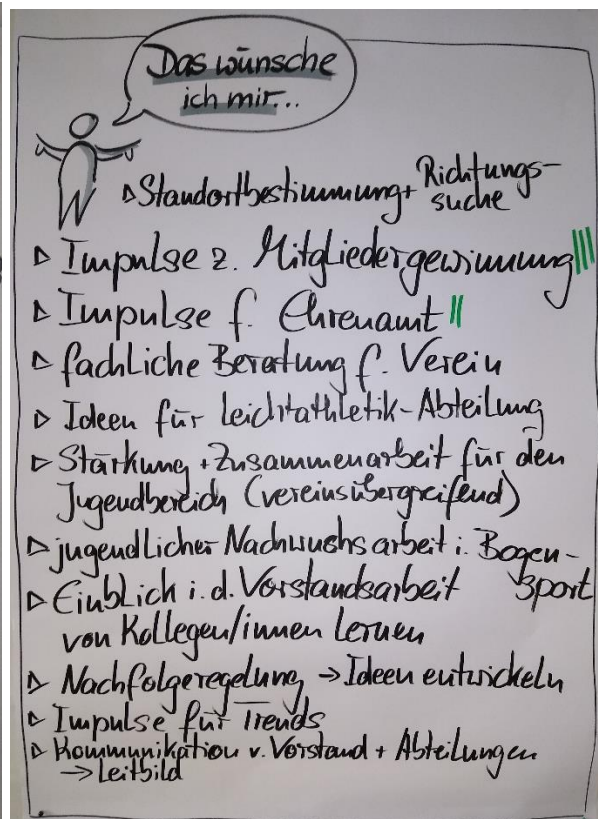 Das wünsche
ich mir...
▷ Standortbestimmung + Richtungs-
suche
▷ Impulse z. Mitgliedergewinnung |||
▷ Impulse f. Ehrenamt ||
▷ fachliche Beratung f. Verein
▷ Ideen für Leichtathletik-Abteilung
▷ Stärkung + Zusammenarbeit für den
Jugendbereich (vereinsübergreifend)
▷ jugendlicher Nachwuchsarbeit i. Bogen-
sport
▷ Einblick i. d. Vorstandsarbeit
von Kollegen/innen lernen
▷ Nachfolgeregelung → Ideen entwickeln
▷ Impulse für Trends
▷ Kommunikation v. Vorstand + Abteilungen
→ Leitbild